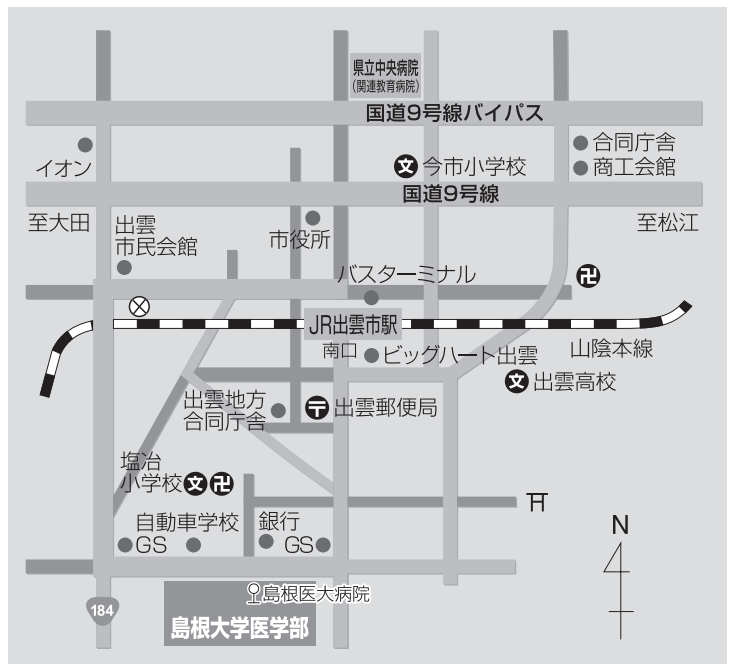 県立中央病院
(関連教育病院)
国道9号線バイパス
合同庁舎
商工会館
イオン
文 今市小学校
国道9号線
至大田
出雲
市民会館
市役所
至松江
バスターミナル
卍
JR出雲市駅
南口
ビッグハート出雲
山陰本線
文 出雲高校
出雲地方
合同庁舎
〒 出雲郵便局
塩冶
小学校 文 卍
自動車学校
銀行
GS
GS
島根医大病院
島根大学医学部
184
N